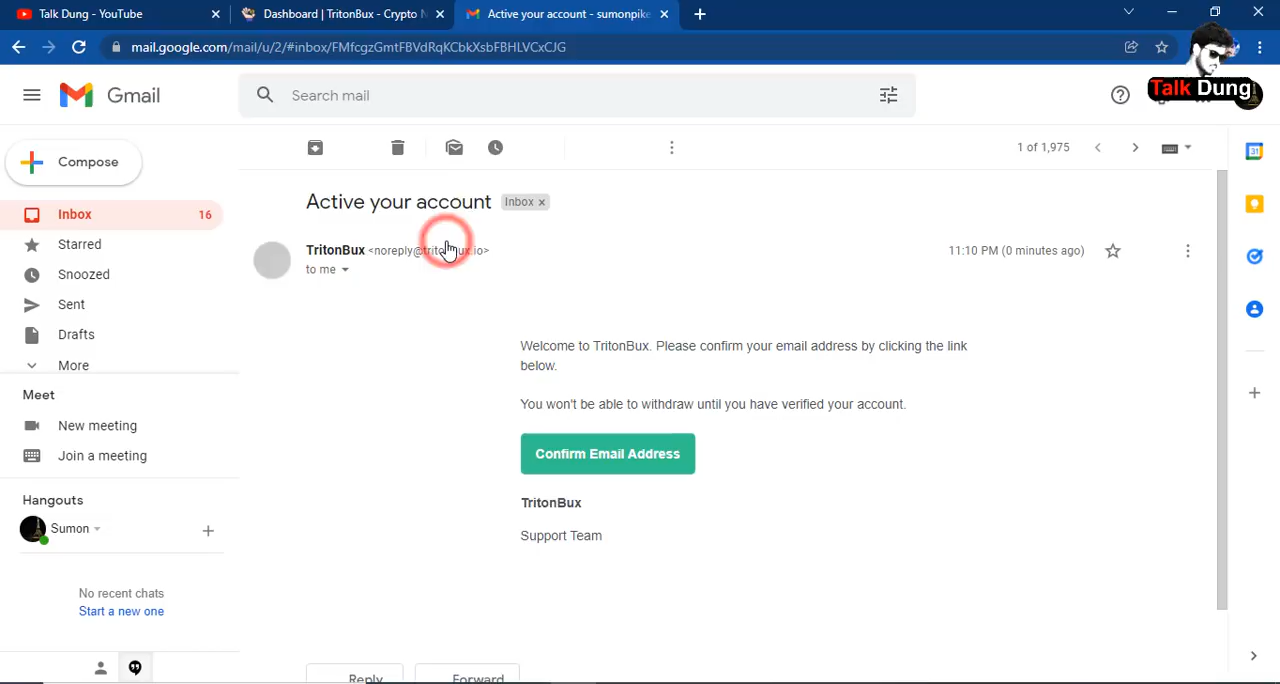 Talk Dung - YouTube
Dashboard | TritonBux - Crypto N
Active your account - sumonpike
mail.google.com/mail/u/2/#inbox/FMfcgzGmtFBVdRqKCbkXsbFBHLVCxCJG
Gmail
Search mail
Talk Dung
Compose
1 of 1,975
Active your account
Inbox ×
Inbox 16
TritonBux <noreply@tritonbux.io>
11:10 PM (0 minutes ago)
to me
Starred
Snoozed
Sent
Drafts
More
Welcome to TritonBux. Please confirm your email address by clicking the link
below.
You won't be able to withdraw until you have verified your account.
Confirm Email Address
TritonBux
Support Team
Meet
New meeting
Join a meeting
Hangouts
Sumon
No recent chats
Start a new one
Reply
Forward
31